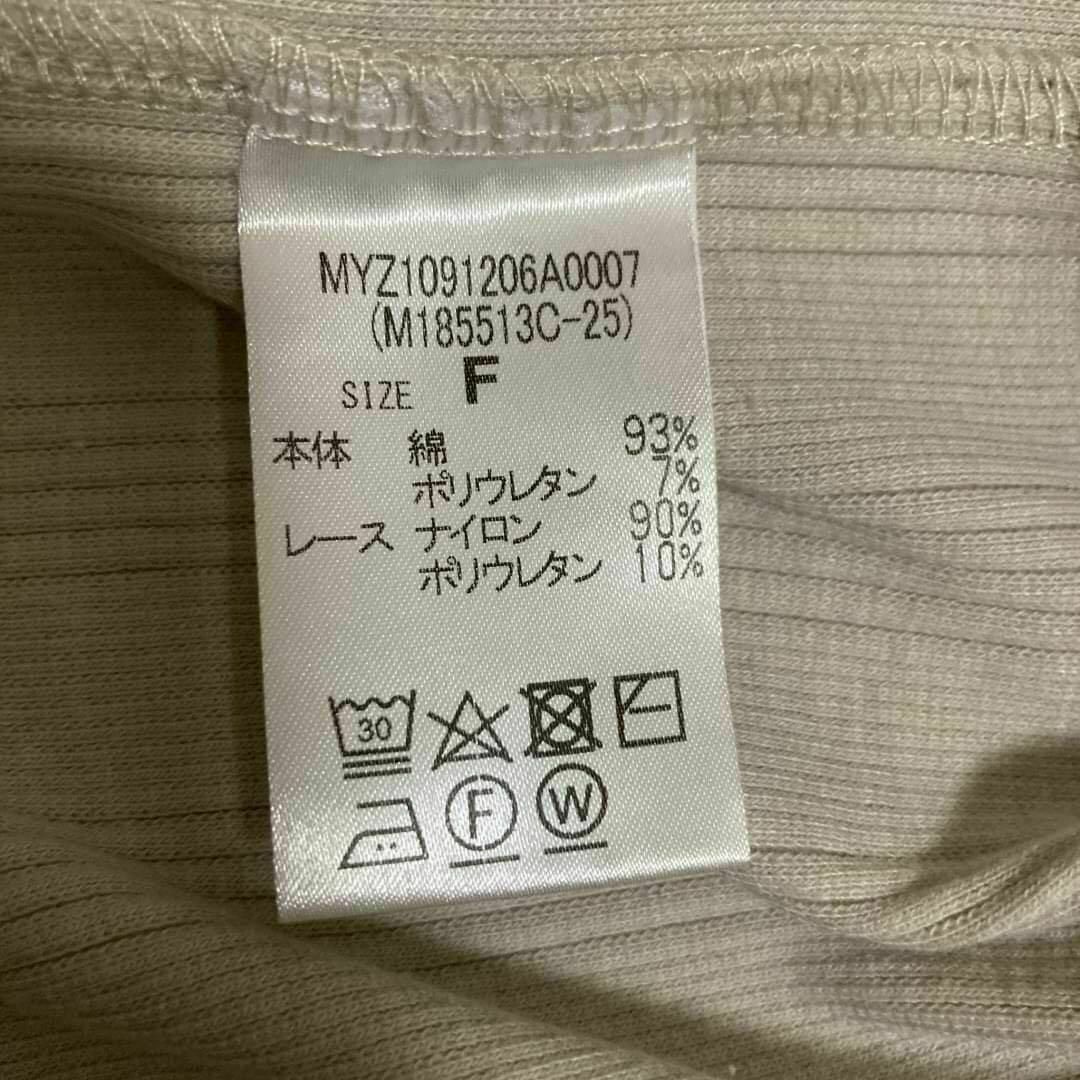 MYZ1091206A0007
(M185513C-25)
SIZE F
本体 綿 93%
ポリウレタン 7%
レース ナイロン 90%
ポリウレタン 10%
30
F W